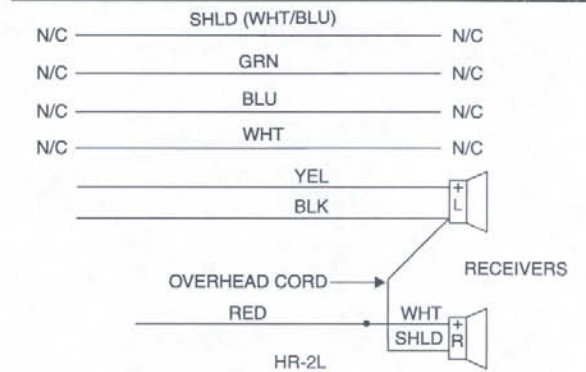 SHLD (WHT/BLU)
N/C N/C
GRN
N/C N/C
BLU
N/C N/C
WHT
N/C N/C
YEL
+
L
BLK
RECEIVERS
OVERHEAD CORD
RED WHT
+
SHLD R
HR-2L